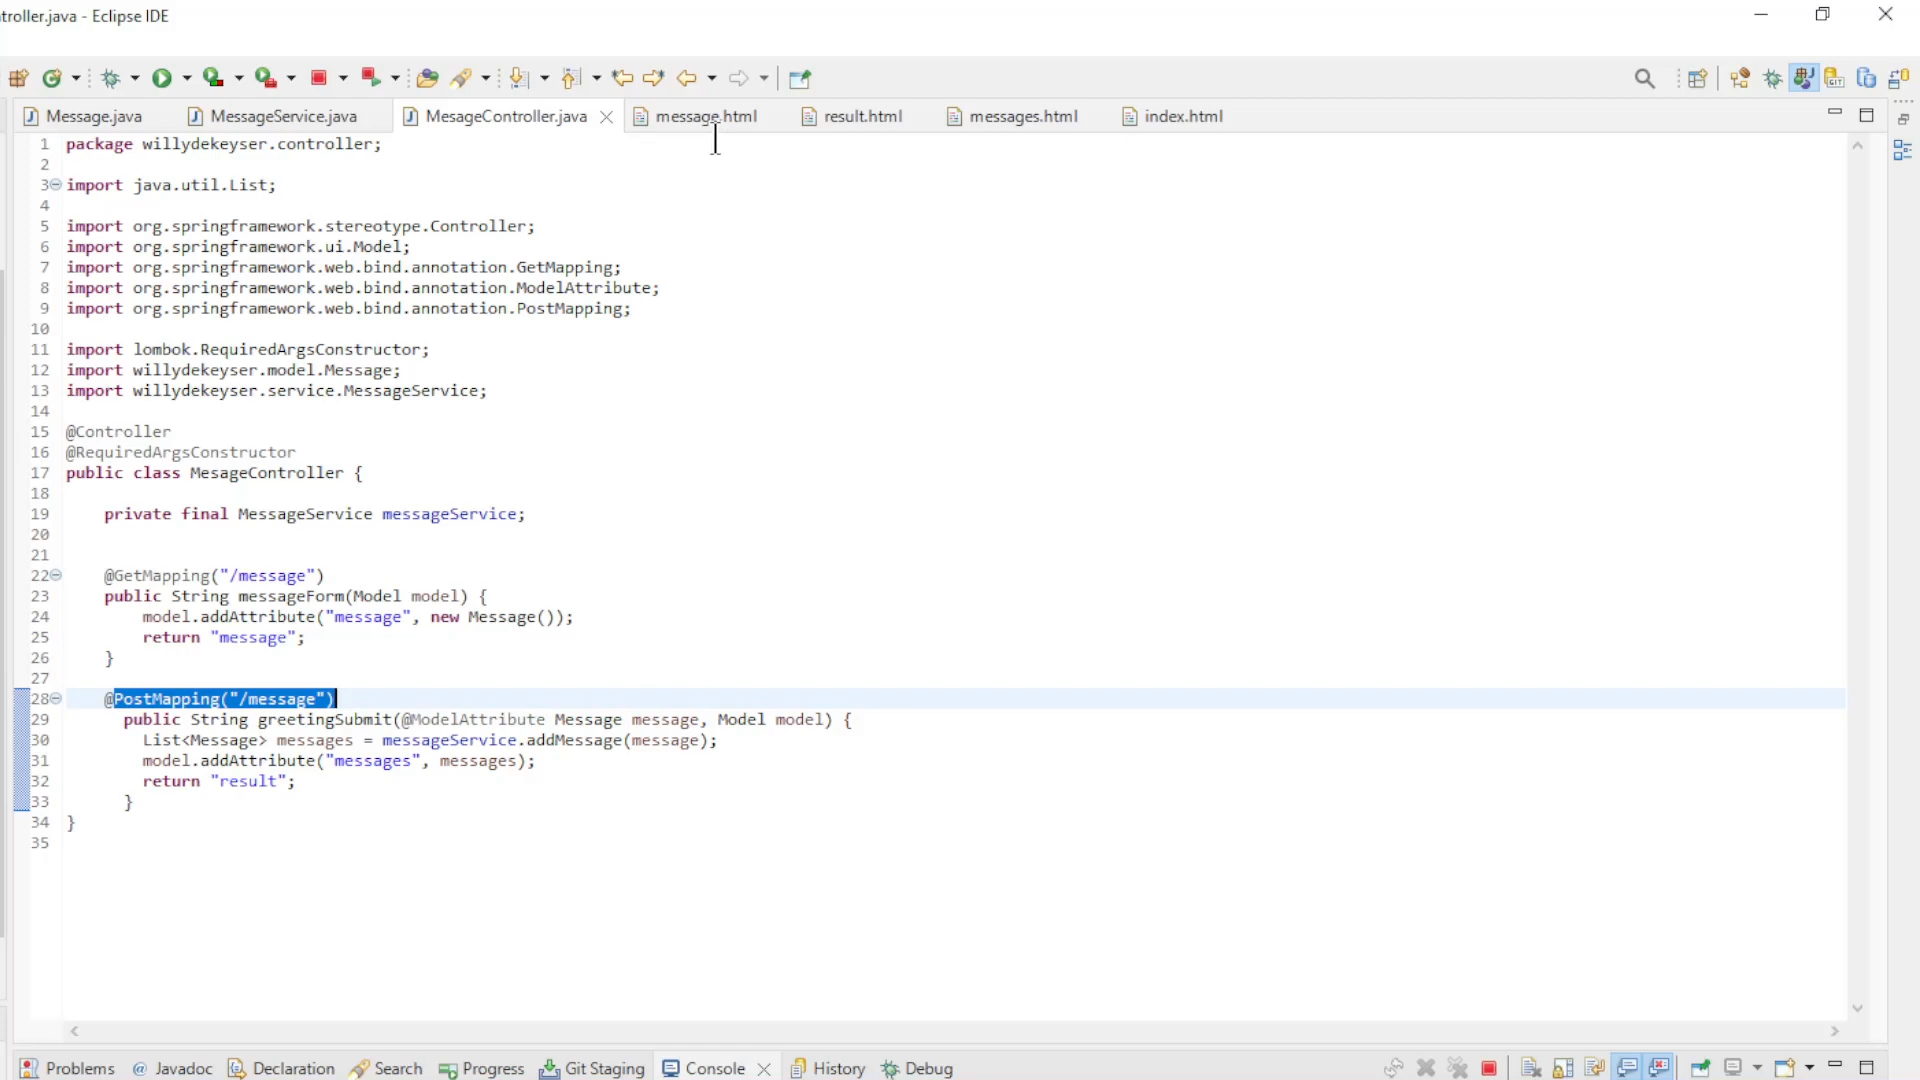 troller.java - Eclipse IDE
Message.java MessageService.java MesageController.java message.html result.html messages.html index.html
1 package willydekeyser.controller;
2
3 import java.util.List;
4
5 import org.springframework.stereotype.Controller;
6 import org.springframework.ui.Model;
7 import org.springframework.web.bind.annotation.GetMapping;
8 import org.springframework.web.bind.annotation.ModelAttribute;
9 import org.springframework.web.bind.annotation.PostMapping;
10
11 import lombok.RequiredArgsConstructor;
12 import willydekeyser.model.Message;
13 import willydekeyser.service.MessageService;
14
15 @Controller
16 @RequiredArgsConstructor
17 public class MesageController {
18
19 private final MessageService messageService;
20
21
22 @GetMapping("/message")
23 public String messageForm(Model model) {
24 model.addAttribute("message", new Message());
25 return "message";
26 }
27
28 @PostMapping("/message")
29 public String greetingSubmit(@ModelAttribute Message message, Model model) {
30 List<Message> messages = messageService.addMessage(message);
31 model.addAttribute("messages", messages);
32 return "result";
33 }
34 }
35
Problems @ Javadoc Declaration Search Progress Git Staging Console History Debug